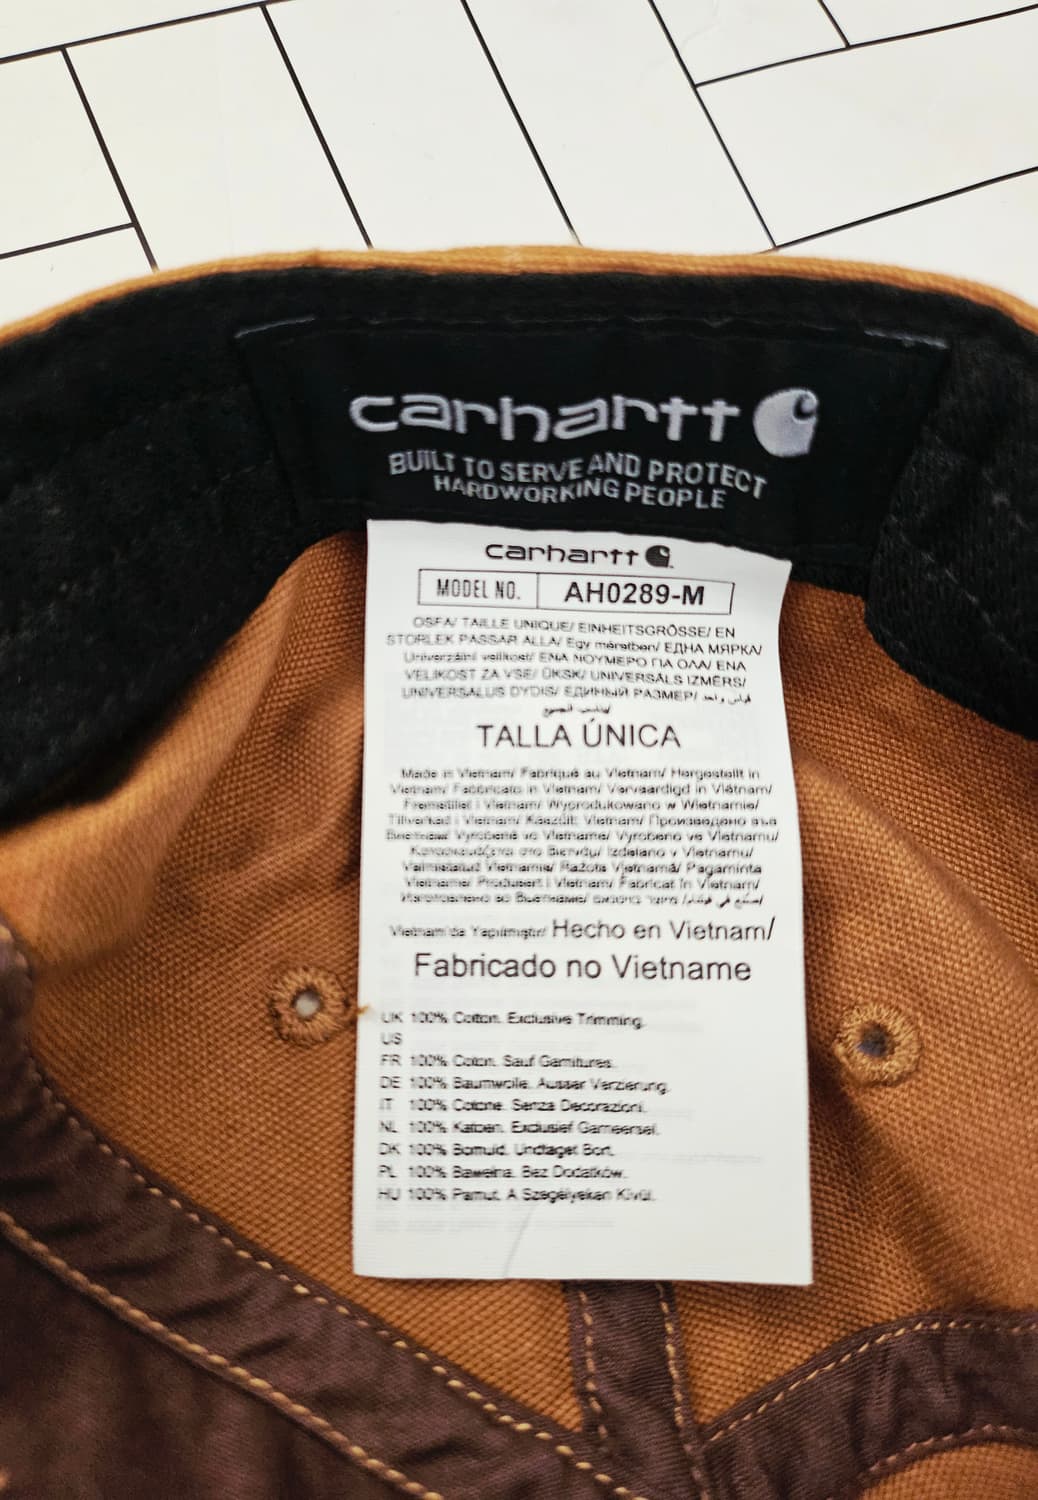 carhartt
BUILT TO SERVE AND PROTECT
HARDWORKING PEOPLE
carhartt
MODEL NO. AH0289-M
OSFA/ TAILLE UNIQUE/ EINHEITSGRÖSSE/ EN
STORLEK PASSAR ALLA/ Egy méretben/ ЕДНА МЯРКА/
Univerzální velikost/ ΕΝΑ ΝΟΥΜΕΡΟ ΓΙΑ ΟΛΑ/ ENA
VELIKOST ZA VSE/ ÜKSK/ UNIVERSĀLS IZMĒRS/
UNIVERSALUS DYDIS/ ЕДИНЫЙ РАЗМЕР/
TALLA ÚNICA
Made in Vietnam/ Fabriqué au Vietnam/ Hergestellt in
Vietnam/ Fabbricato in Vietnam/ Vervaardigd in Viëtnam/
Fremstillet i Vietnam/ Wyprodukowano w Wietnamie/
Tillverkad i Vietnam/ Készült: Vietnam/ Произведено във
Виетнам/ Vyrobené vo Vietname/ Vyrobeno ve Vietnamu/
Κατασκευάζεται στο Βιετνάμ/ Izdelano v Vietnamu/
Valmistatud Vietnamis/ Ražots Vjetnamā/ Pagaminta
Vietname/ Produsert i Vietnam/ Fabricat în Vietnam/
Изготовлено во Вьетнаме/
Vietnam'da Yapılmıştır/ Hecho en Vietnam/
Fabricado no Vietname
UK 100% Cotton. Exclusive Trimming.
US
FR 100% Coton. Sauf Garnitures.
DE 100% Baumwolle. Ausser Verzierung.
IT 100% Cotone. Senza Decorazioni.
NL 100% Katoen. Exclusief Garneersel.
DK 100% Bomuld. Undtaget Bort.
PL 100% Bawełna. Bez Dodatków.
HU 100% Pamut. A Szegélyeken Kívül.